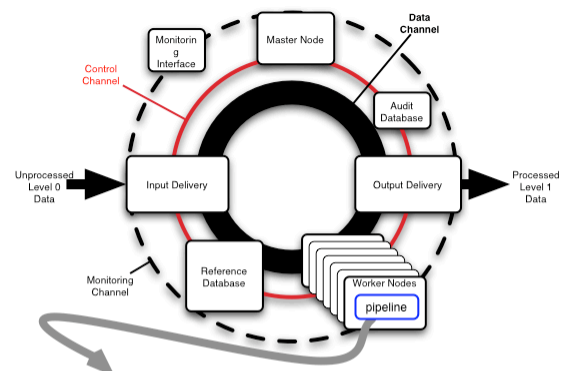 Data
Channel
Monitorin
g
Interface
Master Node
Control
Channel
Audit
Database
Unprocessed
Level 0
Data
Input Delivery
Output Delivery
Processed
Level 1
Data
Reference
Database
Monitoring
Channel
Worker Nodes
pipeline